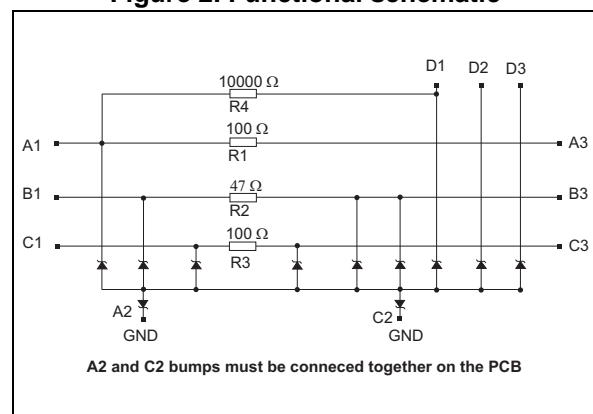 Figure 2. Functional schematic
D1 D2 D3
10000 Ω
R4
100 Ω
A1 A3
R1
47 Ω
B1 B3
R2
100 Ω
C1 C3
R3
A2 C2
GND GND
A2 and C2 bumps must be conneced together on the PCB